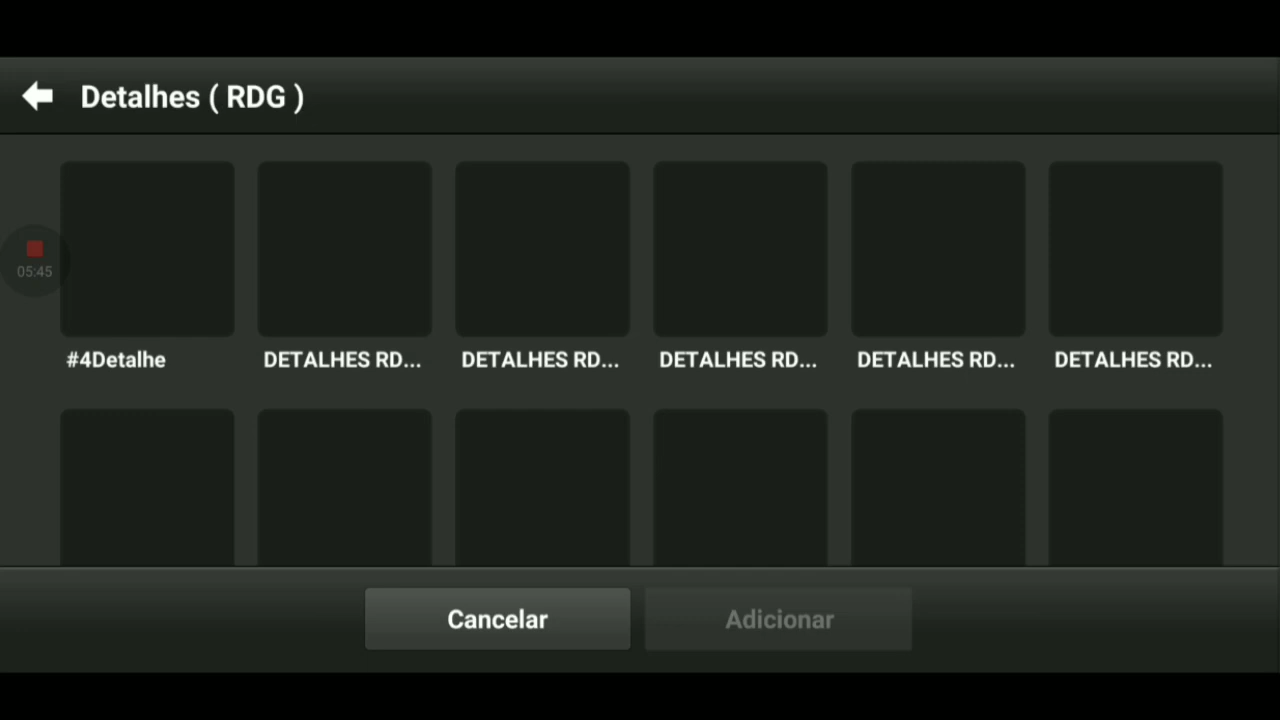 Detalhes ( RDG )
05:45
#4Detalhe
DETALHES RD...
DETALHES RD...
DETALHES RD...
DETALHES RD...
DETALHES RD...
Cancelar
Adicionar